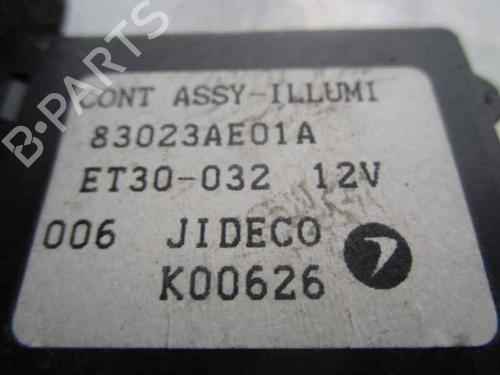 B-PARTS
CONT ASSY-ILLUMI
83023AE01A
ET30-032 12V
006 JIDECO
K00626